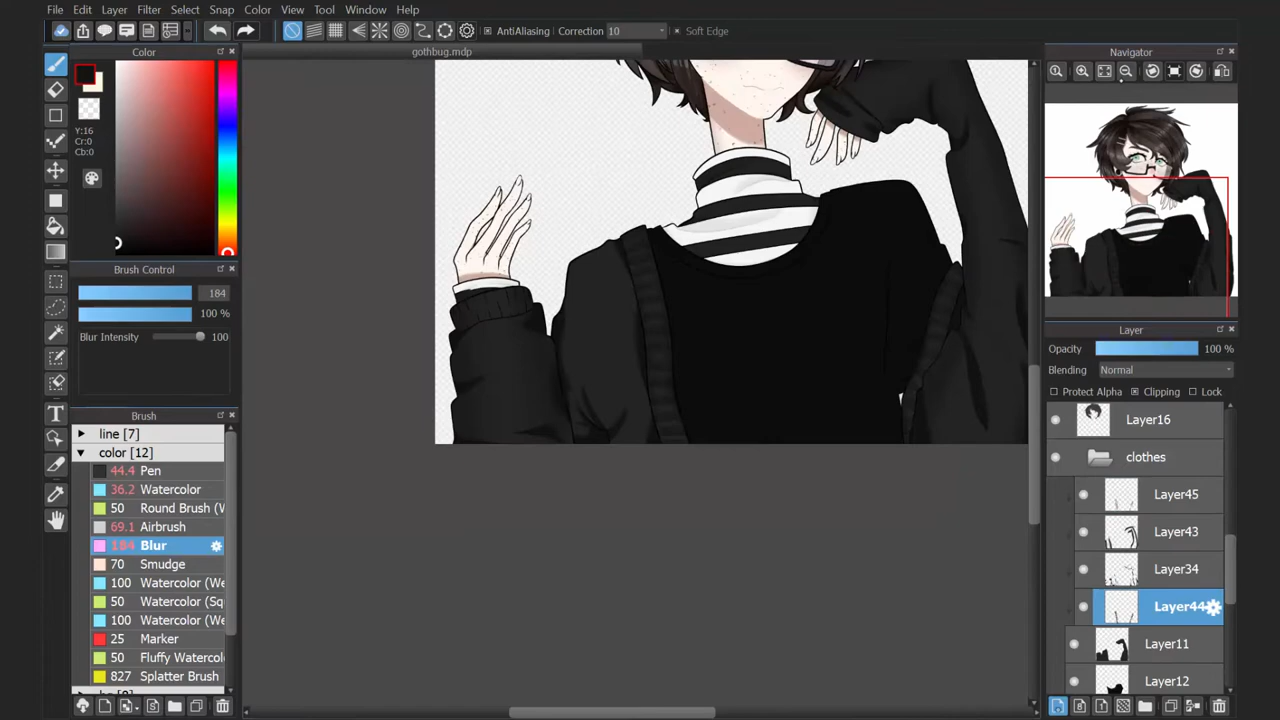 File Edit Layer Filter Select Snap Color View Tool Window Help
AntiAliasing Correction 10 Soft Edge
gothbug.mdp
Color
Y:16
Cr:0
Cb:0
Brush Control
184
100 %
Blur Intensity 100
Brush
line [7]
color [12]
44.4 Pen
36.2 Watercolor
50 Round Brush (W
69.1 Airbrush
184 Blur
70 Smudge
100 Watercolor (We
50 Watercolor (Sq
100 Watercolor (We
25 Marker
50 Fluffy Watercol
827 Splatter Brush
Navigator
Layer
Opacity 100 %
Blending Normal
Protect Alpha Clipping Lock
Layer16
clothes
Layer45
Layer43
Layer34
Layer44
Layer11
Layer12